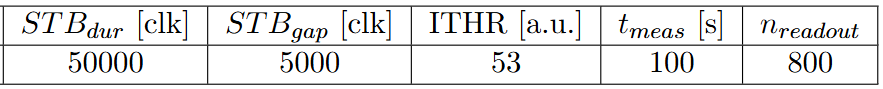 STB_dur [clk] STB_gap [clk] ITHR [a.u.] t_meas [s] n_readout
50000 5000 53 100 800